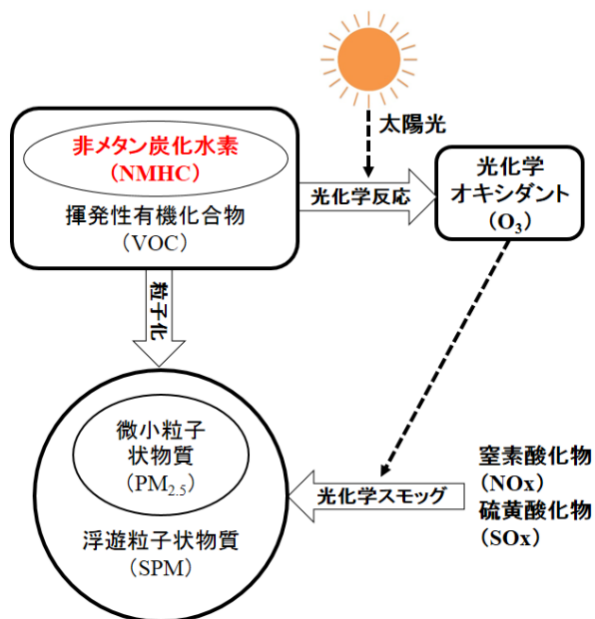 太陽光
非メタン炭化水素
(NMHC)
揮発性有機化合物
(VOC)
光化学反応
光化学
オキシダント
(O₃)
粒子化
微小粒子
状物質
(PM₂.₅)
浮遊粒子状物質
(SPM)
光化学スモッグ
窒素酸化物
(NOx)
硫黄酸化物
(SOx)